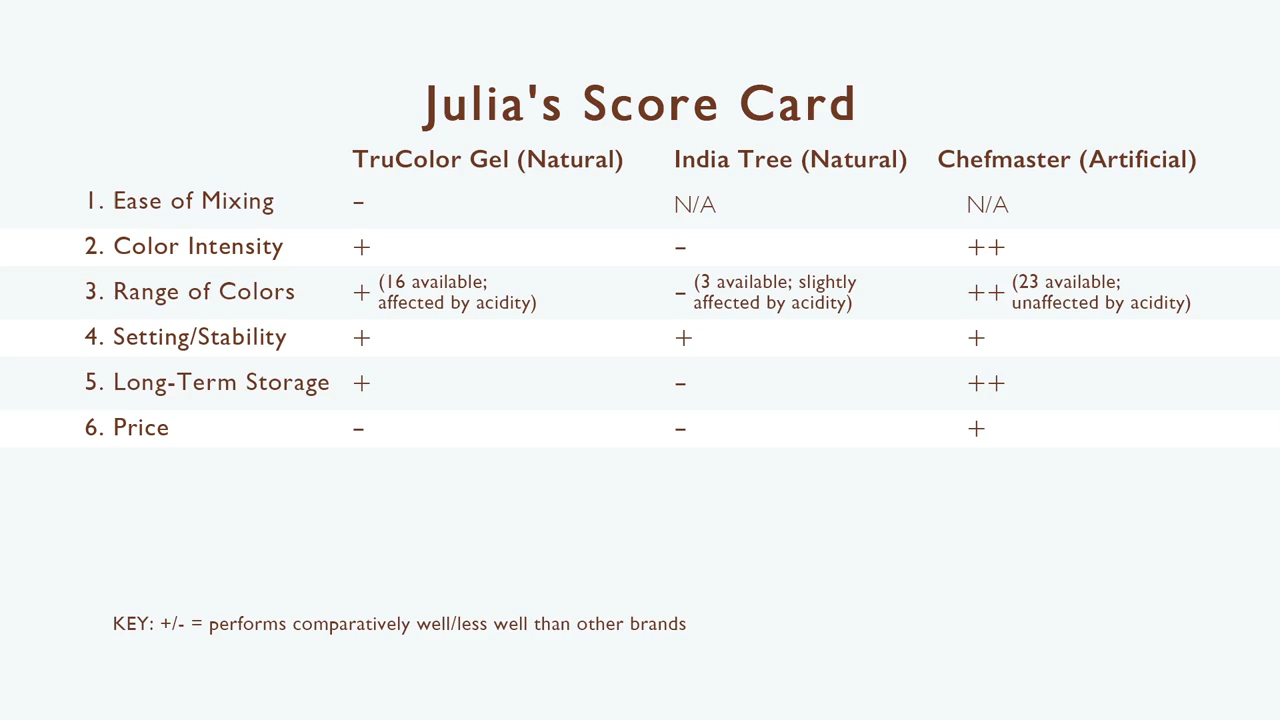 Julia's Score Card
TruColor Gel (Natural) India Tree (Natural) Chefmaster (Artificial)
1. Ease of Mixing – N/A N/A
2. Color Intensity + – ++
3. Range of Colors + (16 available; affected by acidity) – (3 available; slightly affected by acidity) ++ (23 available; unaffected by acidity)
4. Setting/Stability + + +
5. Long-Term Storage + – ++
6. Price – – +
KEY: +/- = performs comparatively well/less well than other brands